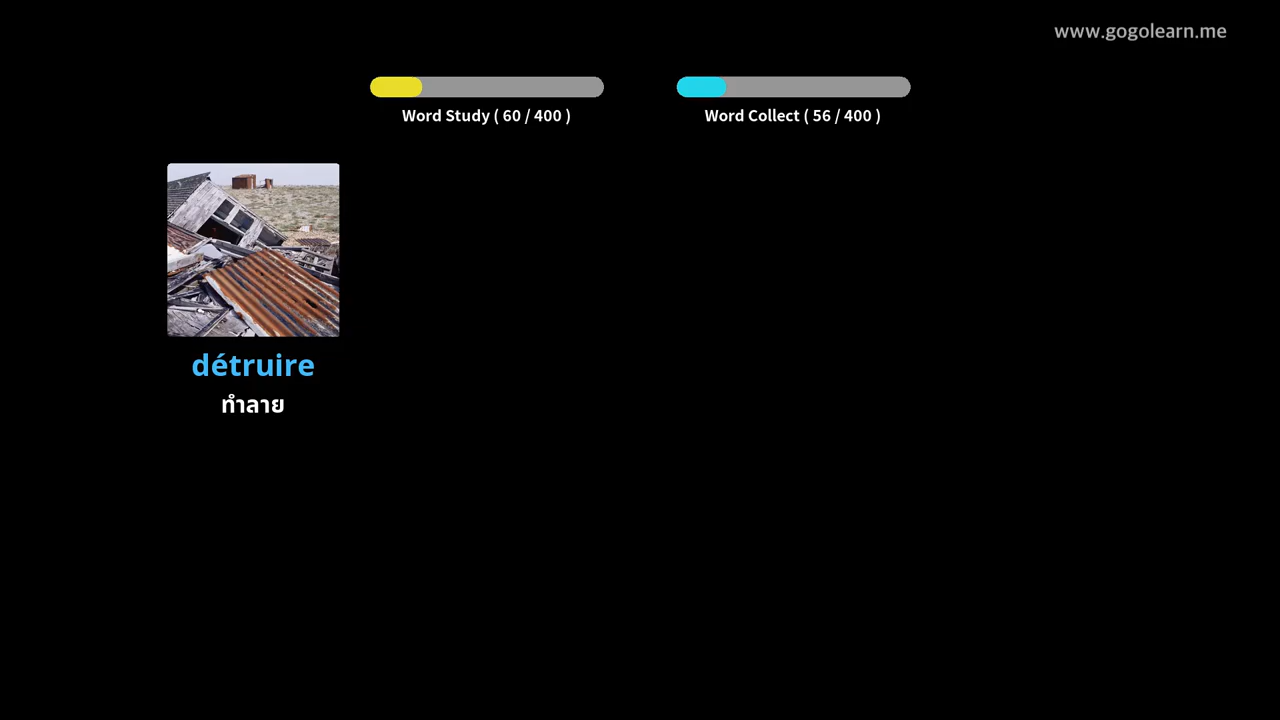 www.gogolearn.me
Word Study ( 60 / 400 )
Word Collect ( 56 / 400 )
détruire
ทำลาย